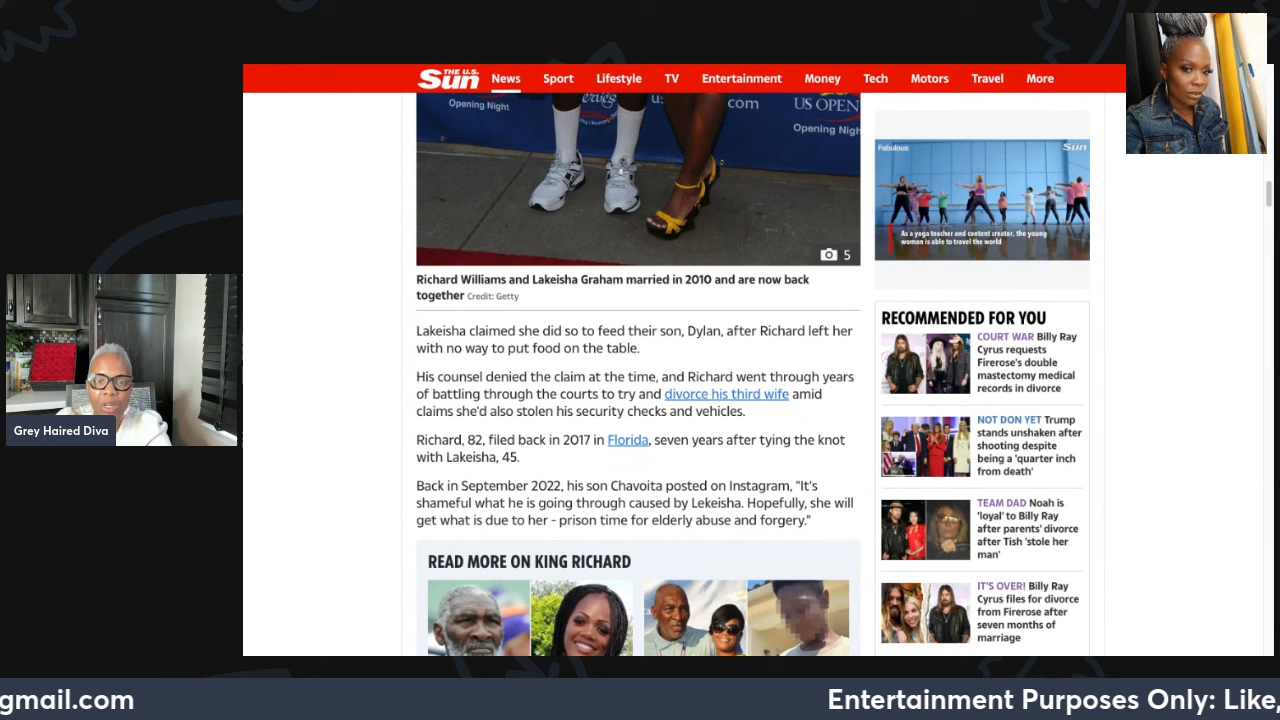 THE U.S. Sun
News Sport Lifestyle TV Entertainment Money Tech Motors Travel More
Opening Night
serves
us
com
US OPEN
Opening Nigh
5
Richard Williams and Lakeisha Graham married in 2010 and are now back
together Credit: Getty
Lakeisha claimed she did so to feed their son, Dylan, after Richard left her
with no way to put food on the table.
His counsel denied the claim at the time, and Richard went through years
of battling through the courts to try and divorce his third wife amid
claims she'd also stolen his security checks and vehicles.
Richard, 82, filed back in 2017 in Florida, seven years after tying the knot
with Lakeisha, 45.
Back in September 2022, his son Chavoita posted on Instagram, "It's
shameful what he is going through caused by Lekeisha. Hopefully, she will
get what is due to her - prison time for elderly abuse and forgery."
READ MORE ON KING RICHARD
Fabulous
Sun
As a yoga teacher and content creator, the young
woman is able to travel the world
RECOMMENDED FOR YOU
COURT WAR Billy Ray
Cyrus requests
Firerose's double
mastectomy medical
records in divorce
NOT DON YET Trump
stands unshaken after
shooting despite
being a 'quarter inch
from death'
TEAM DAD Noah is
'loyal' to Billy Ray
after parents' divorce
after Tish 'stole her
man'
IT'S OVER! Billy Ray
Cyrus files for divorce
from Firerose after
seven months of
marriage
Grey Haired Diva
gmail.com
Entertainment Purposes Only: Like,